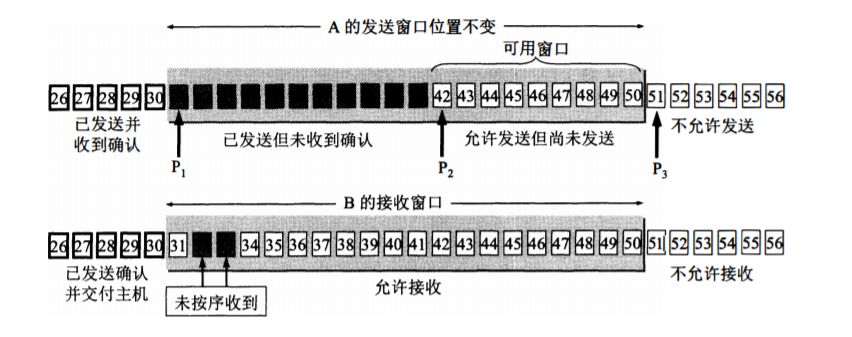 A 的发送窗口位置不变
可用窗口
26 27 28 29 30 42 43 44 45 46 47 48 49 50 51 52 53 54 55 56
已发送并
收到确认
已发送但未收到确认
允许发送但尚未发送
不允许发送
P₁ P₂ P₃
B 的接收窗口
26 27 28 29 30 31 34 35 36 37 38 39 40 41 42 43 44 45 46 47 48 49 50 51 52 53 54 55 56
已发送确认
并交付主机
未按序收到
允许接收
不允许接收